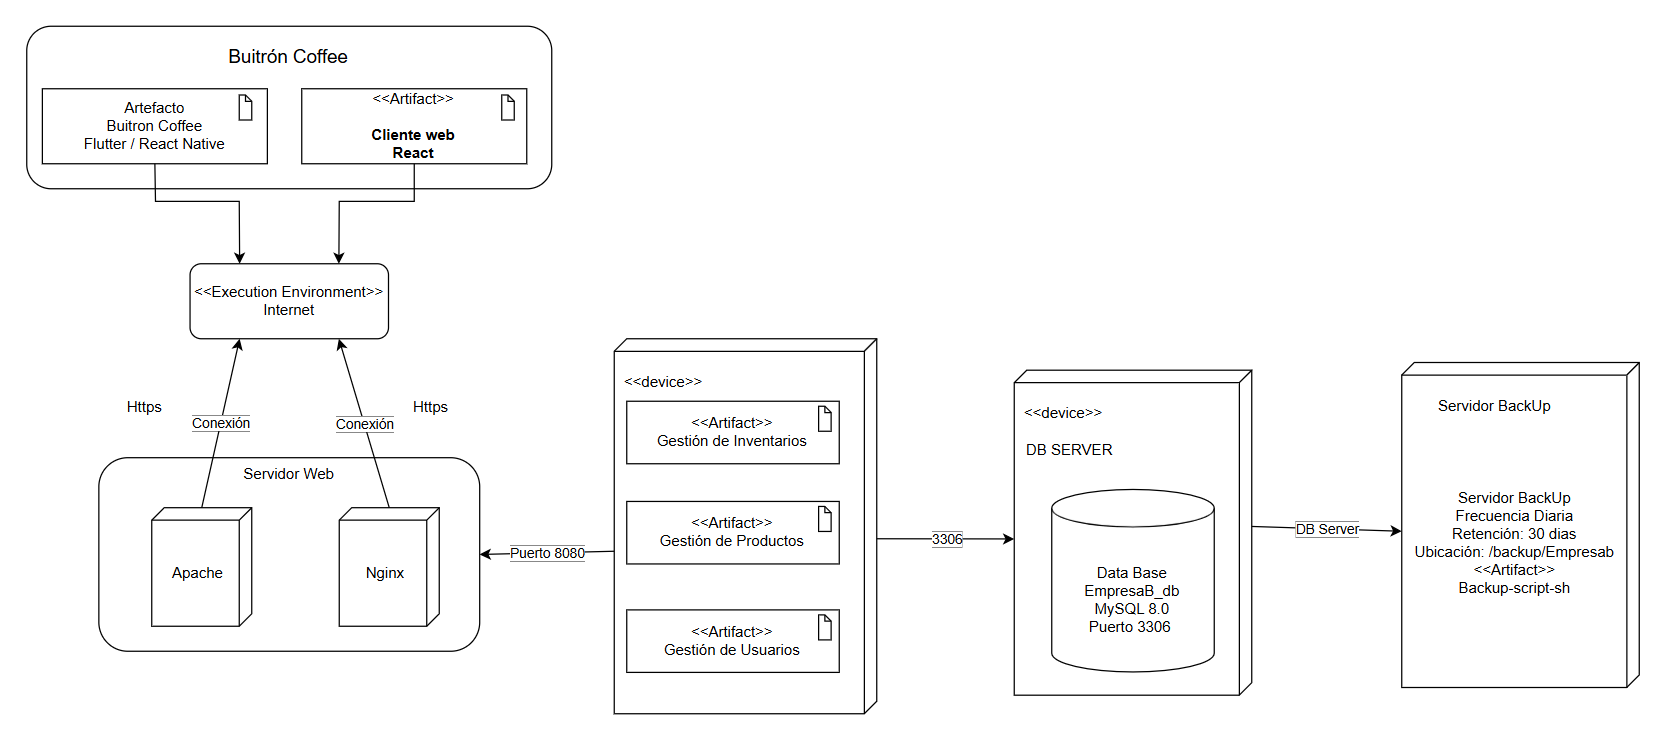 Buitrón Coffee
Artefacto
Buitron Coffee
Flutter / React Native
<<Artifact>>
Cliente web
React
<<Execution Environment>>
Internet
Https
Conexión
Conexión
Https
Servidor Web
Apache
Nginx
Puerto 8080
<<device>>
<<Artifact>>
Gestión de Inventarios
<<Artifact>>
Gestión de Productos
<<Artifact>>
Gestión de Usuarios
3306
<<device>>
DB SERVER
Data Base
EmpresaB_db
MySQL 8.0
Puerto 3306
DB Server
Servidor BackUp
Servidor BackUp
Frecuencia Diaria
Retención: 30 dias
Ubicación: /backup/Empresab
<<Artifact>>
Backup-script-sh